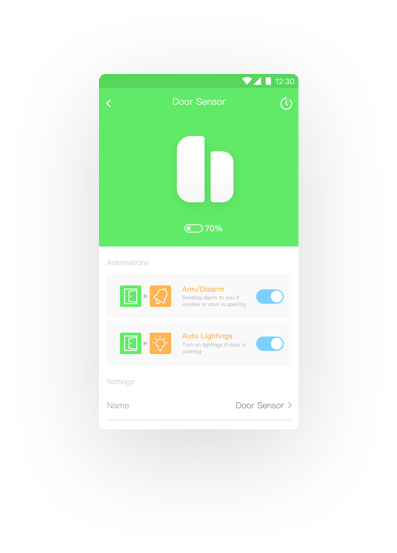 12:30
Door Sensor
70%
Automations
Arm/Disarm
Sending alarm to you if
window or door is opening
Auto Lightings
Turn on lightings if door is
opening
Settings
Name Door Sensor